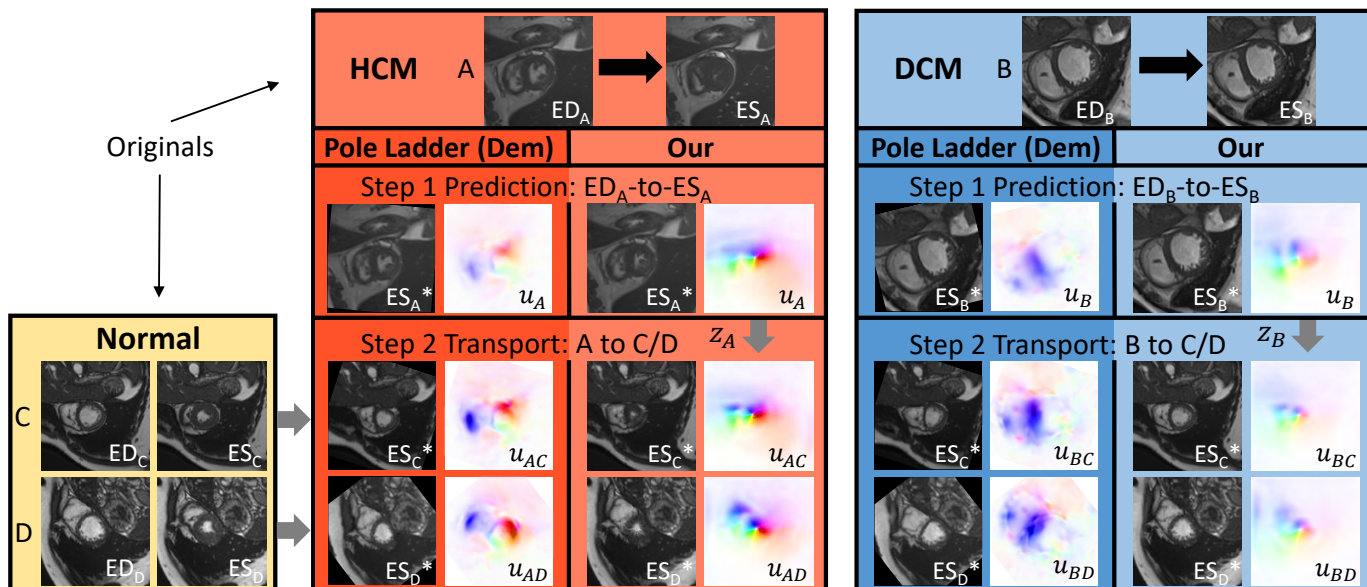 Originals
HCM A ED_A ES_A
Pole Ladder (Dem) Our
Step 1 Prediction: ED_A-to-ES_A
ES_A* u_A ES_A* u_A
Step 2 Transport: A to C/D z_A
ES_C* u_AC ES_C* u_AC
ES_D* u_AD ES_D* u_AD
DCM B ED_B ES_B
Pole Ladder (Dem) Our
Step 1 Prediction: ED_B-to-ES_B
ES_B* u_B ES_B* u_B
Step 2 Transport: B to C/D z_B
ES_C* u_BC ES_C* u_BC
ES_D* u_BD ES_D* u_BD
Normal
C ED_C ES_C
D ED_D ES_D